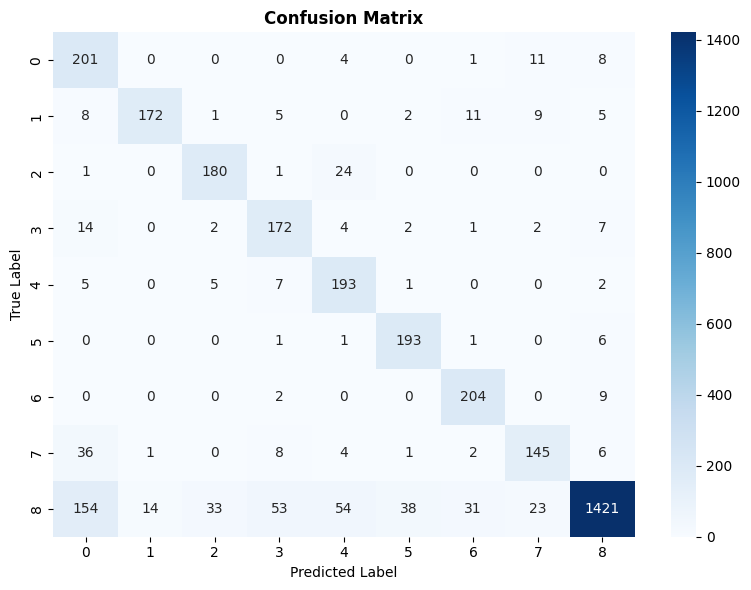 Confusion Matrix
True Label
0 201 0 0 0 4 0 1 11 8
1 8 172 1 5 0 2 11 9 5
2 1 0 180 1 24 0 0 0 0
3 14 0 2 172 4 2 1 2 7
4 5 0 5 7 193 1 0 0 2
5 0 0 0 1 1 193 1 0 6
6 0 0 0 2 0 0 204 0 9
7 36 1 0 8 4 1 2 145 6
8 154 14 33 53 54 38 31 23 1421
0 1 2 3 4 5 6 7 8
Predicted Label
1400
1200
1000
800
600
400
200
0